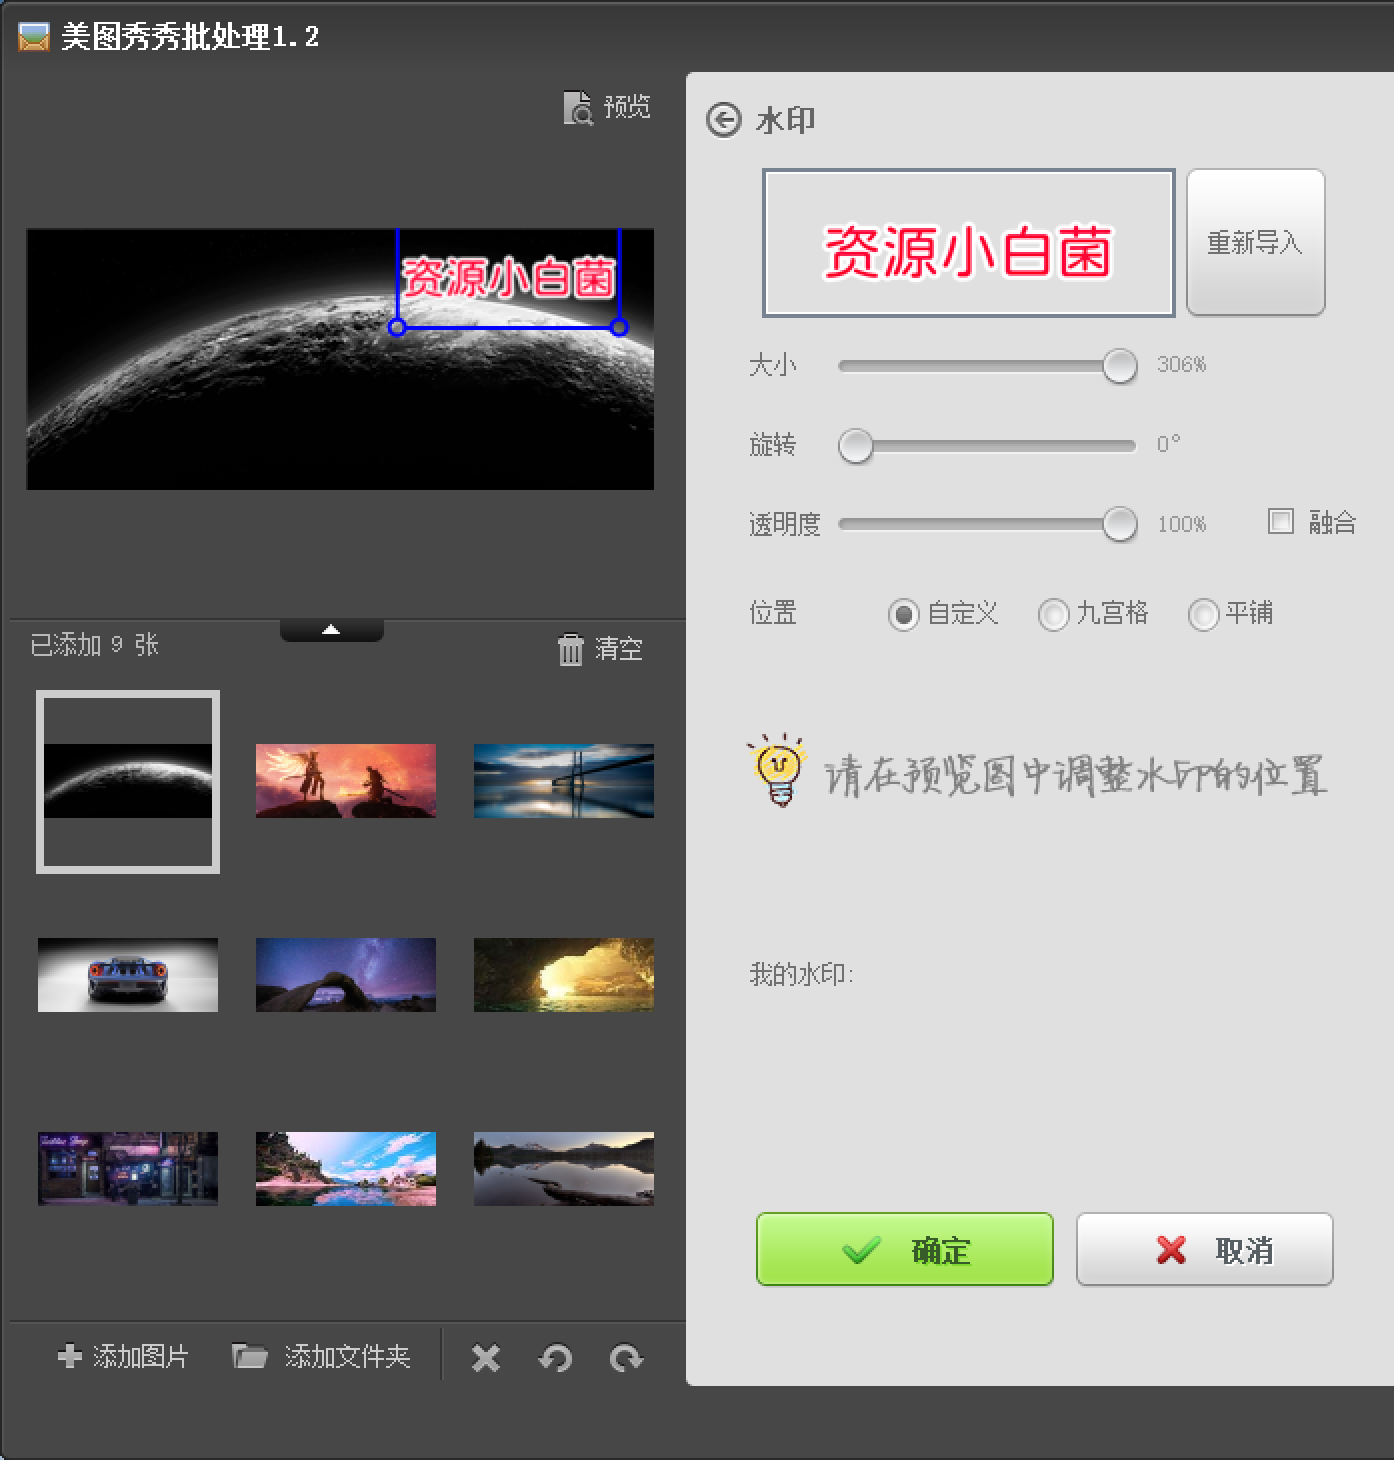 美图秀秀批处理1.2
预览
水印
资源小白菌
资源小白菌
重新导入
大小 306%
旋转 0°
透明度 100% 融合
位置 自定义 九宫格 平铺
已添加 9 张
清空
请在预览图中调整水印的位置
我的水印:
确定
取消
添加图片
添加文件夹